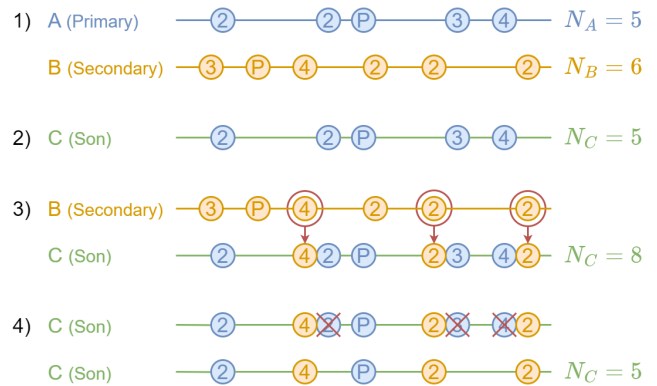 1) A (Primary) 2 2 P 3 4 N_A = 5
B (Secondary) 3 P 4 2 2 2 N_B = 6
2) C (Son) 2 2 P 3 4 N_C = 5
3) B (Secondary) 3 P 4 2 2 2
C (Son) 2 4 2 P 2 3 4 2 N_C = 8
4) C (Son) 2 4 2 P 2 3 4 2
C (Son) 2 4 P 2 2 N_C = 5